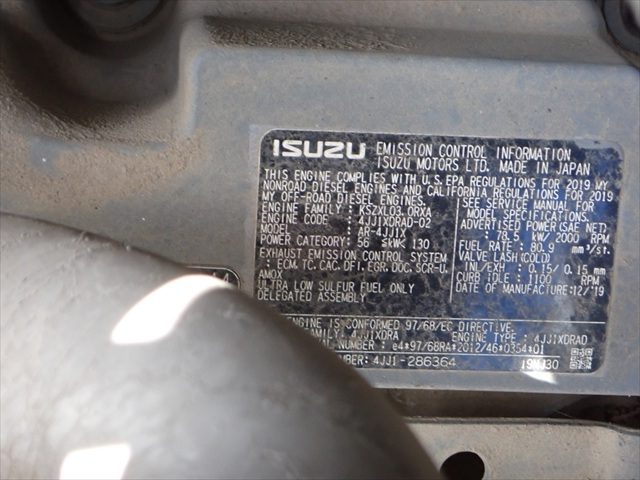 ISUZU EMISSION CONTROL INFORMATION
ISUZU MOTORS LTD. MADE IN JAPAN
THIS ENGINE COMPLIES WITH U.S.EPA REGULATIONS FOR 2019 MY
NONROAD DIESEL ENGINES AND CALIFORNIA REGULATIONS FOR 2019
MY OFF-ROAD DIESEL ENGINES.
ENGINE FAMILY : KSZXL03.0RXA
ENGINE CODE : 4JJ1XDRAD-02
MODEL : AR-4JJ1X
POWER CATEGORY : 56 ≤kW< 130
EXHAUST EMISSION CONTROL SYSTEM
: ECM, TC, CAC, DFI, EGR, DOC, SCR-U,
AMOX
ULTRA LOW SULFUR FUEL ONLY
DELEGATED ASSEMBLY
SEE SERVICE MANUAL FOR
MODEL SPECIFICATIONS.
ADVERTISED POWER(SAE NET)
: 78.5 kW/ 2000 RPM
FUEL RATE: 80.9 mm³/st
VALVE LASH (COLD)
INL/EXH : 0.15/ 0.15 mm
CURB IDLE : 1100 RPM
DATE OF MANUFACTURE:12/'19
ENGINE IS CONFORMED 97/68/EC DIRECTIVE.
FAMILY: 4JJ1XDRA ENGINE TYPE : 4JJ1XDRAD
NUMBER : e4*97/68RA*2012/46*0354*01
NUMBER: 4JJ1-286364 19MJ30